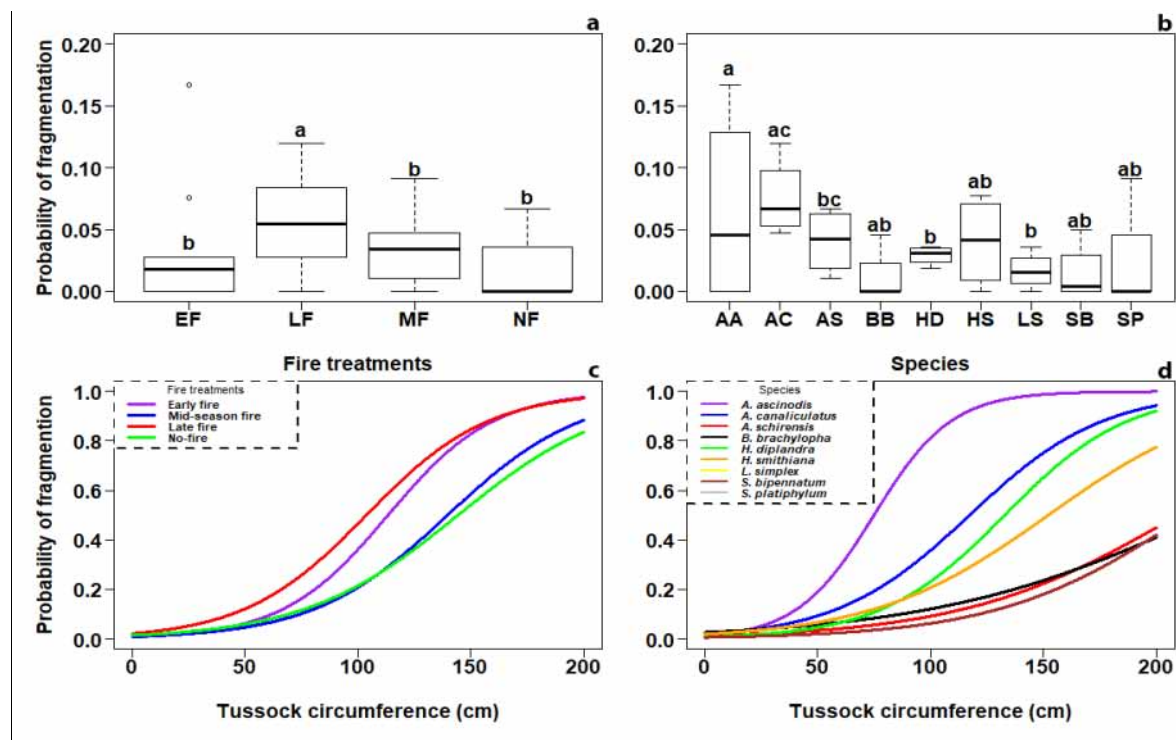 a
Probability of fragmentation
0.20
0.15
0.10
0.05
0.00
b
a
b
b
EF
LF
MF
NF
Fire treatments
b
0.20
0.15
0.10
0.05
0.00
a
ac
bc
ab
b
ab
b
ab
ab
AA
AC
AS
BB
HD
HS
LS
SB
SP
Species
c
Probability of fragmention
1.0
0.8
0.6
0.4
0.2
0.0
Fire treatments
Early fire
Mid-season fire
Late fire
No-fire
0
50
100
150
200
Tussock circumference (cm)
d
1.0
0.8
0.6
0.4
0.2
0.0
Species
A. ascinodis
A. canaliculatus
A. schirensis
B. brachylopha
H. diplandra
H. smithiana
L. simplex
S. bipennatum
S. platiphylum
0
50
100
150
200
Tussock circumference (cm)